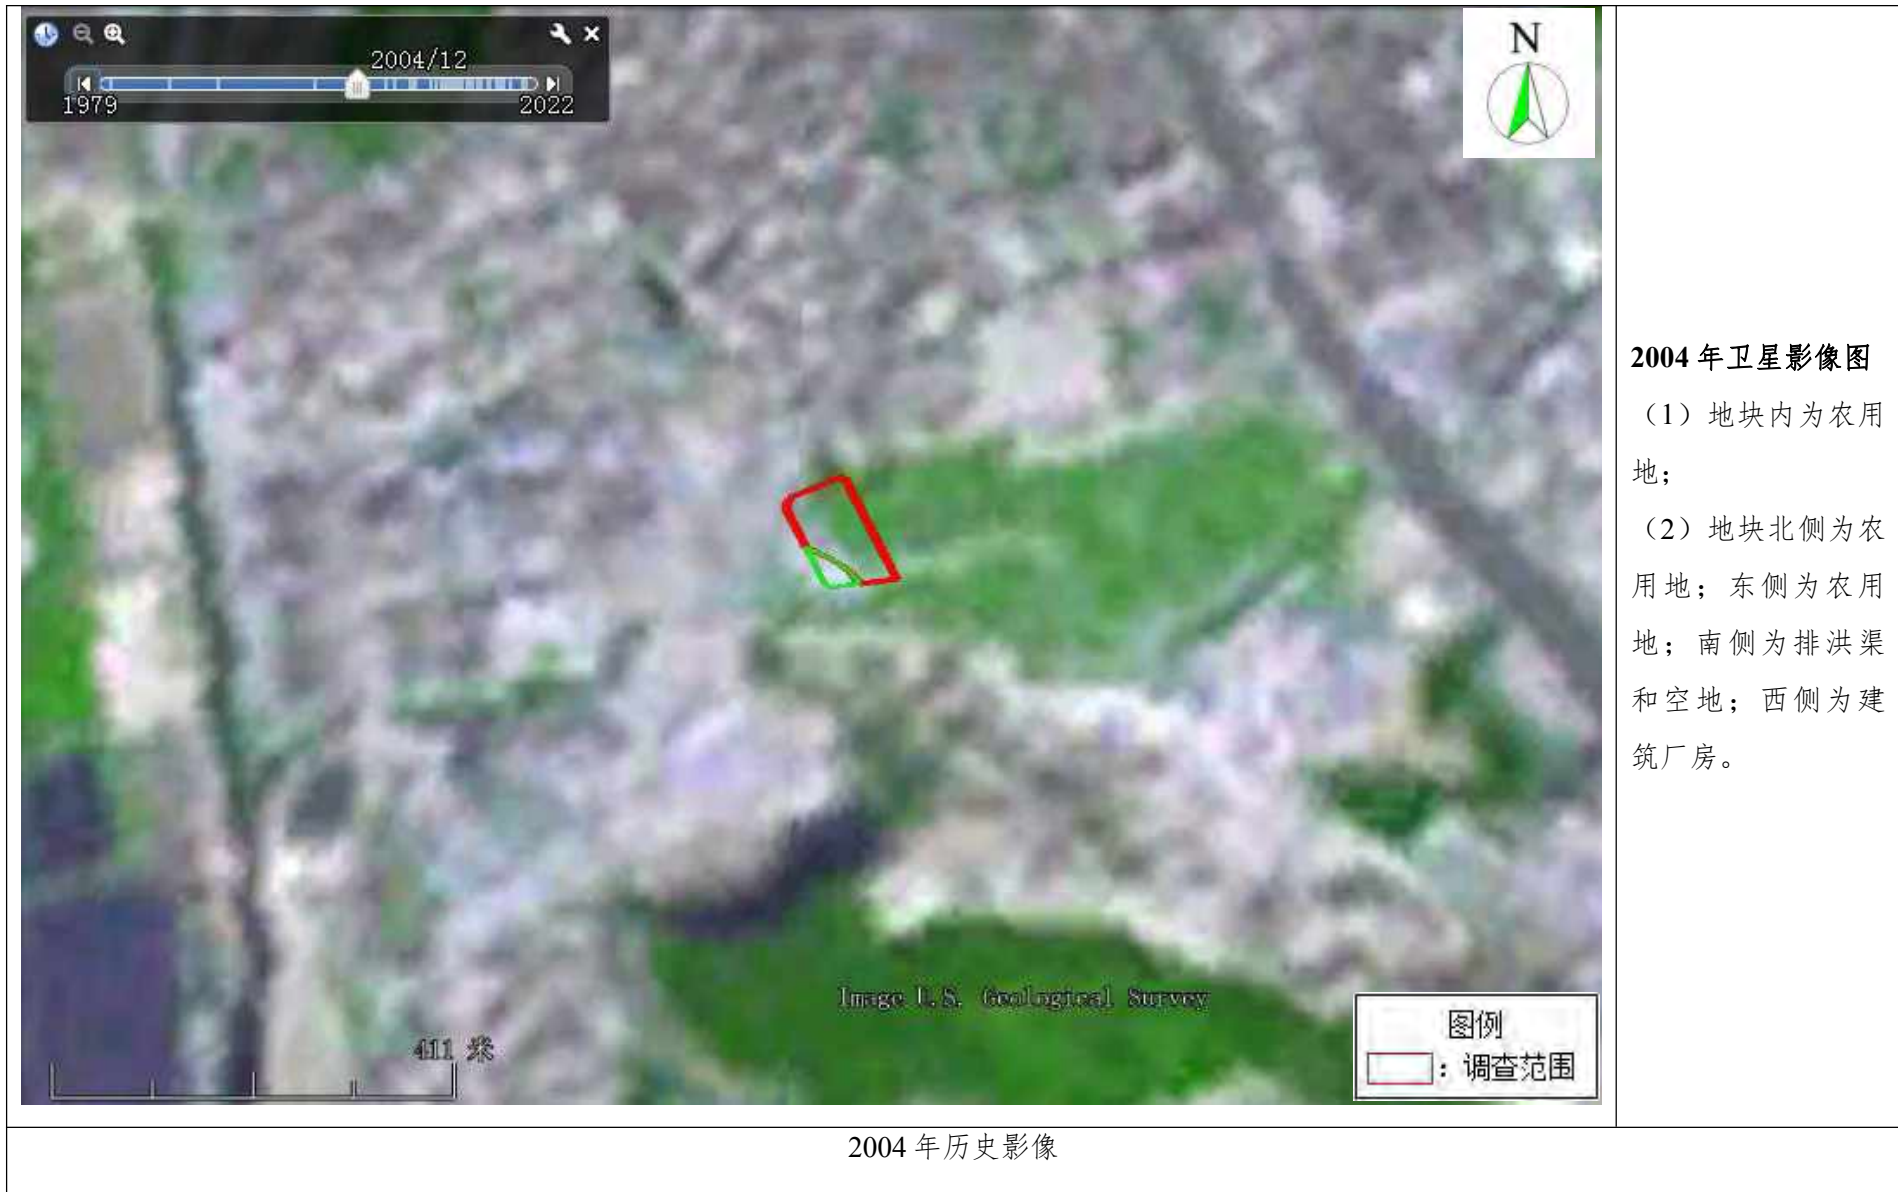 2004/12
1979
2022
N
2004 年卫星影像图
（1）地块内为农用
地；
（2）地块北侧为农
用地；东侧为农用
地；南侧为排洪渠
和空地；西侧为建
筑厂房。
Image U.S. Geological Survey
411 米
图例
：调查范围
2004 年历史影像